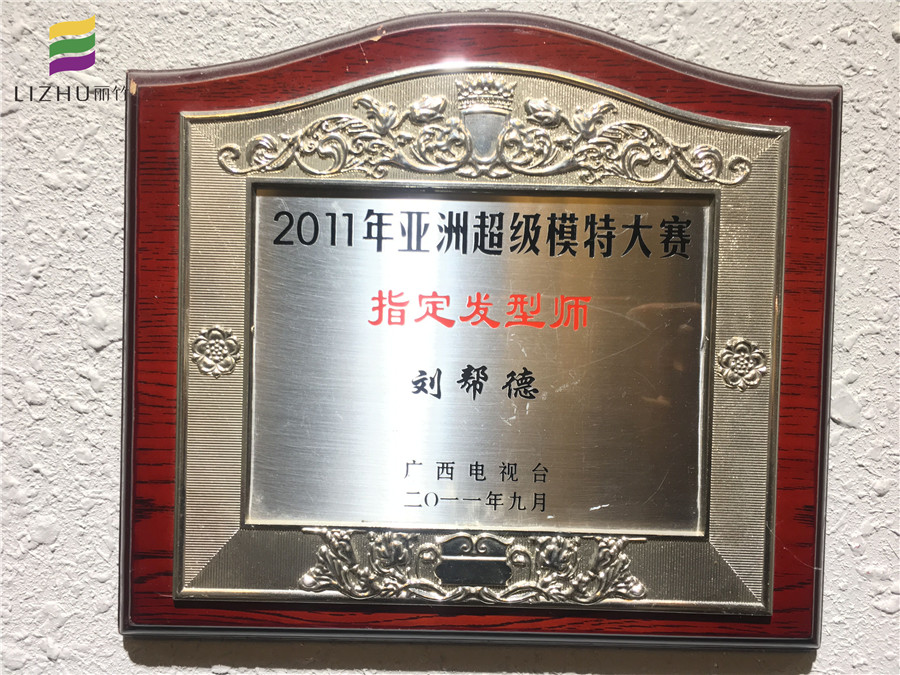 LIZHU丽竹
2011年亚洲超级模特大赛
指定发型师
刘帮德
广西电视台
二〇一一年九月